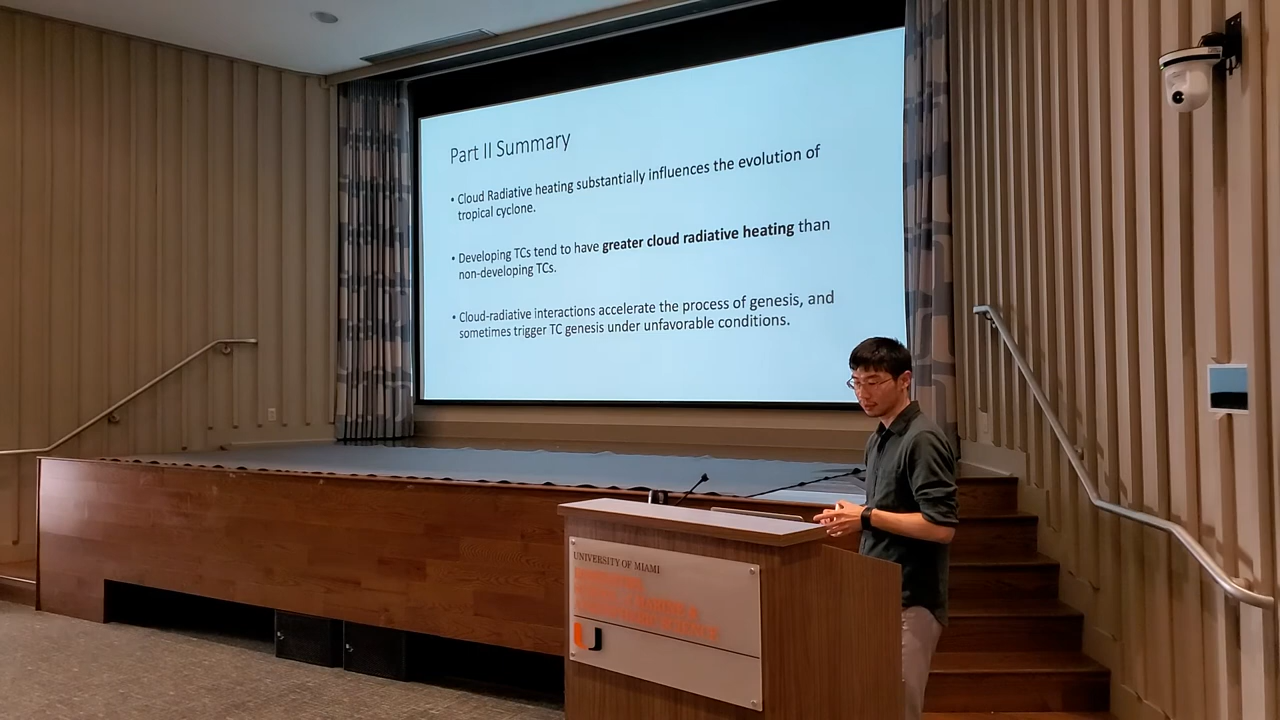 Part II Summary
• Cloud Radiative heating substantially influences the evolution of
tropical cyclone.
• Developing TCs tend to have greater cloud radiative heating than
non-developing TCs.
• Cloud-radiative interactions accelerate the process of genesis, and
sometimes trigger TC genesis under unfavorable conditions.
UNIVERSITY OF MIAMI
MARINE &
SCIENCE